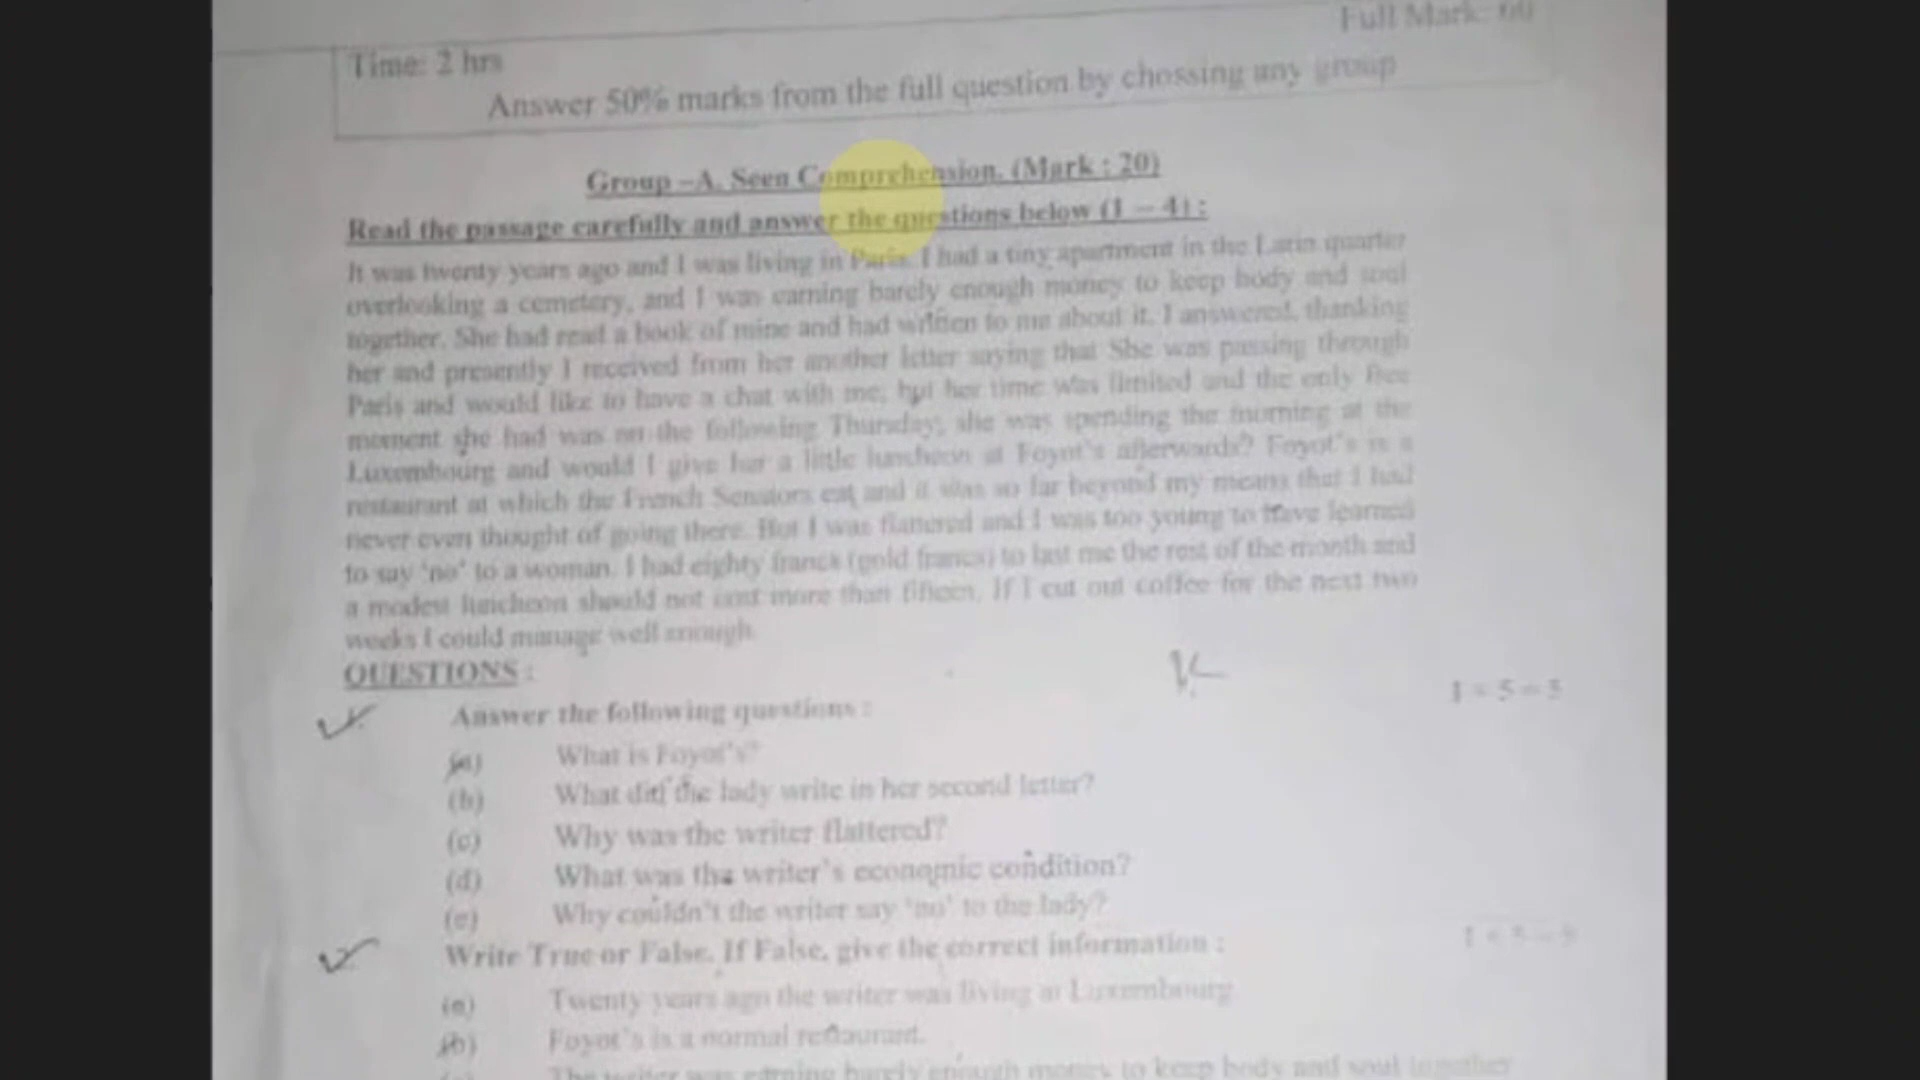 Full Mark: 60
Time: 2 hrs
Answer 50% marks from the full question by chossing any group
Group –A. Seen Comprehension. (Mark : 20)
Read the passage carefully and answer the questions below (1 – 4) :
It was twenty years ago and I was living in Paris. I had a tiny apartment in the Latin quarter
overlooking a cemetery, and I was earning barely enough money to keep body and soul
together. She had read a book of mine and had written to me about it. I answered, thanking
her and presently I received from her another letter saying that She was passing through
Paris and would like to have a chat with me; but her time was limited and the only free
moment she had was on the following Thursday; she was spending the morning at the
Luxembourg and would I give her a little luncheon at Foyot's afterwards? Foyot's is a
restaurant at which the French Senators eat and it was so far beyond my means that I had
never even thought of going there. But I was flattered and I was too young to have learned
to say 'no' to a woman. I had eighty francs (gold francs) to last me the rest of the month and
a modest luncheon should not cost more than fifteen. If I cut out coffee for the next two
weeks I could manage well enough.
QUESTIONS :
Answer the following questions : 1 × 5 = 5
(a) What is Foyot's?
(b) What did the lady write in her second letter?
(c) Why was the writer flattered?
(d) What was the writer's economic condition?
(e) Why couldn't the writer say 'no' to the lady?
Write True or False. If False, give the correct information :
(a) Twenty years ago the writer was living at Luxembourg
(b) Foyot's is a normal restaurant.
The writer was earning barely enough money to keep body and soul together